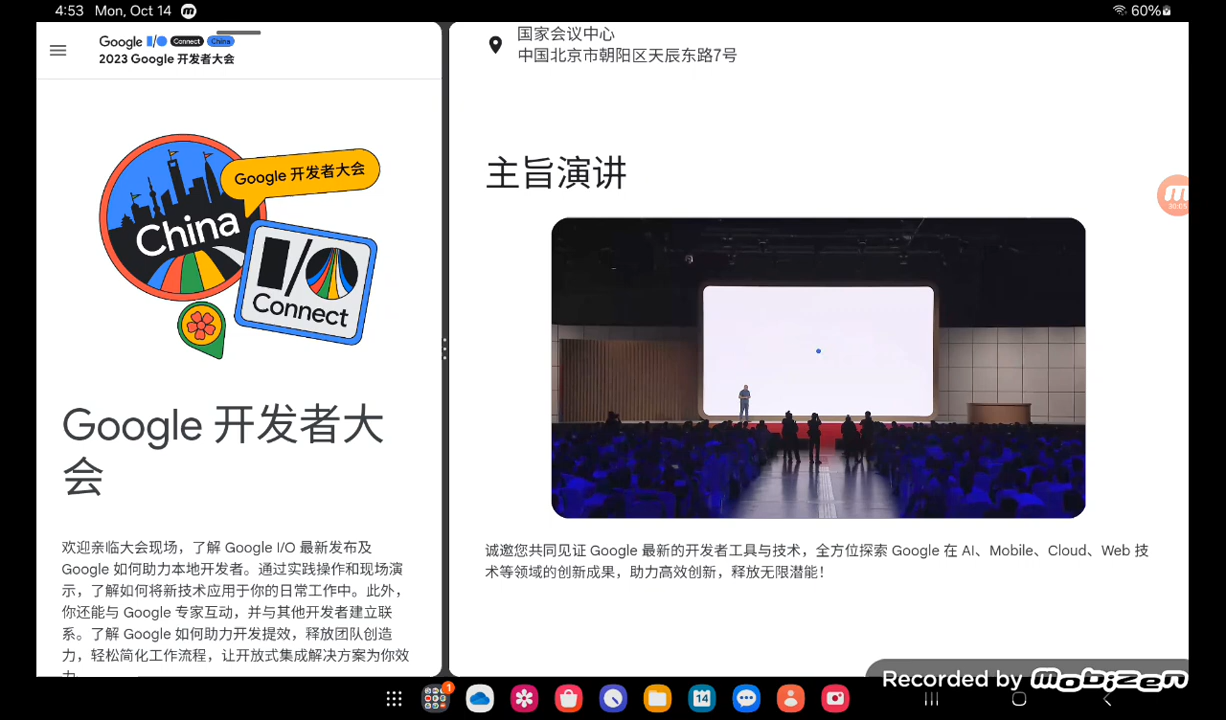 4:53 Mon, Oct 14
60%
Google I/O Connect China
2023 Google 开发者大会
Google 开发者大会
China
I/O
Connect
Google 开发者大
会
欢迎亲临大会现场，了解 Google I/O 最新发布及
Google 如何助力本地开发者。通过实践操作和现场演
示，了解如何将新技术应用于你的日常工作中。此外，
你还能与 Google 专家互动，并与其他开发者建立联
系。了解 Google 如何助力开发提效，释放团队创造
力，轻松简化工作流程，让开放式集成解决方案为你效
国家会议中心
中国北京市朝阳区天辰东路7号
主旨演讲
诚邀您共同见证 Google 最新的开发者工具与技术，全方位探索 Google 在 AI、Mobile、Cloud、Web 技
术等领域的创新成果，助力高效创新，释放无限潜能！
1
14
Recorded by mobizen